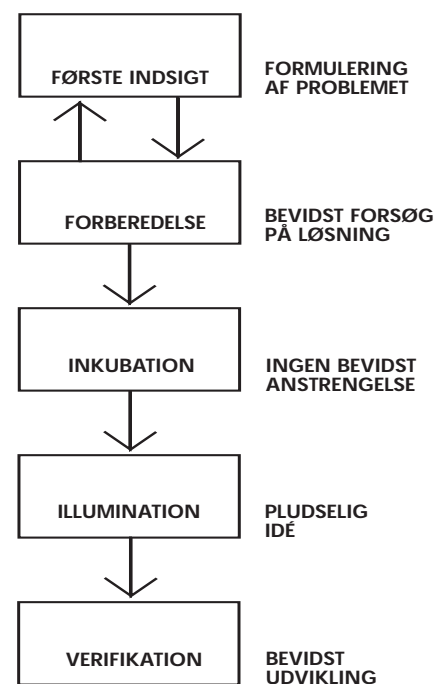 FØRSTE INDSIGT
FORMULERING
AF PROBLEMET
FORBEREDELSE
BEVIDST FORSØG
PÅ LØSNING
INKUBATION
INGEN BEVIDST
ANSTRENGELSE
ILLUMINATION
PLUDSELIG
IDÉ
VERIFIKATION
BEVIDST
UDVIKLING